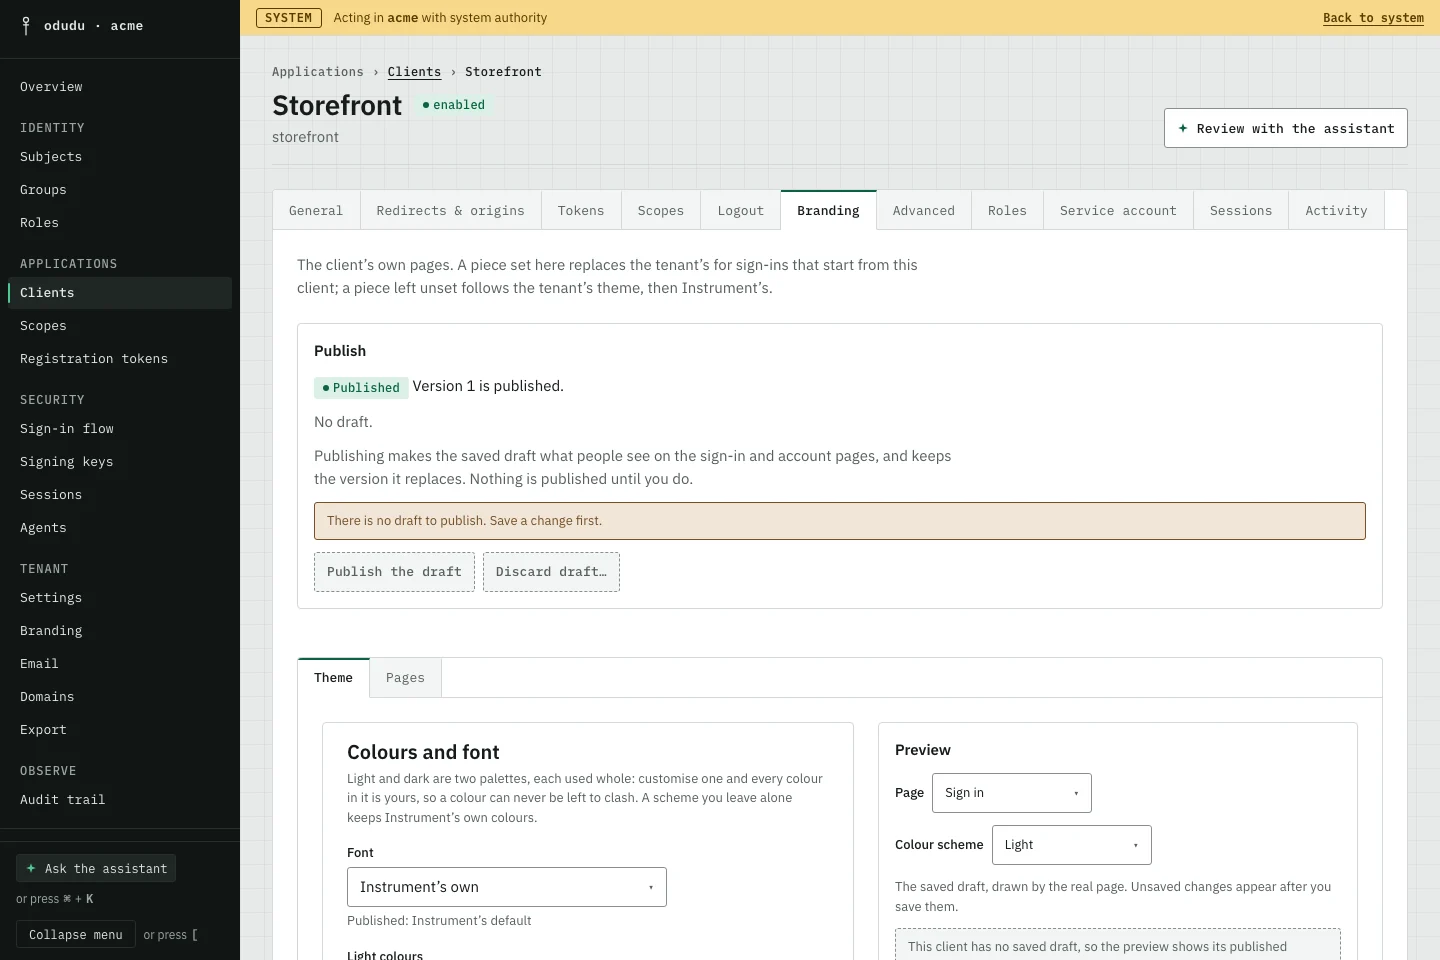 odudu · acme
SYSTEM Acting in acme with system authority
Back to system
Overview
IDENTITY
Subjects
Groups
Roles
APPLICATIONS
Clients
Scopes
Registration tokens
SECURITY
Sign-in flow
Signing keys
Sessions
Agents
TENANT
Settings
Branding
Email
Domains
Export
OBSERVE
Audit trail
Ask the assistant
or press ⌘ + K
Collapse menu or press [
Applications › Clients › Storefront
Storefront enabled
storefront
Review with the assistant
General Redirects & origins Tokens Scopes Logout Branding Advanced Roles Service account Sessions Activity
The client’s own pages. A piece set here replaces the tenant’s for sign-ins that start from this
client; a piece left unset follows the tenant’s theme, then Instrument’s.
Publish
Published Version 1 is published.
No draft.
Publishing makes the saved draft what people see on the sign-in and account pages, and keeps
the version it replaces. Nothing is published until you do.
There is no draft to publish. Save a change first.
Publish the draft Discard draft…
Theme Pages
Colours and font
Light and dark are two palettes, each used whole: customise one and every colour
in it is yours, so a colour can never be left to clash. A scheme you leave alone
keeps Instrument’s own colours.
Font
Instrument’s own
Published: Instrument’s default
Light colours
Preview
Page Sign in
Colour scheme Light
The saved draft, drawn by the real page. Unsaved changes appear after you
save them.
This client has no saved draft, so the preview shows its published